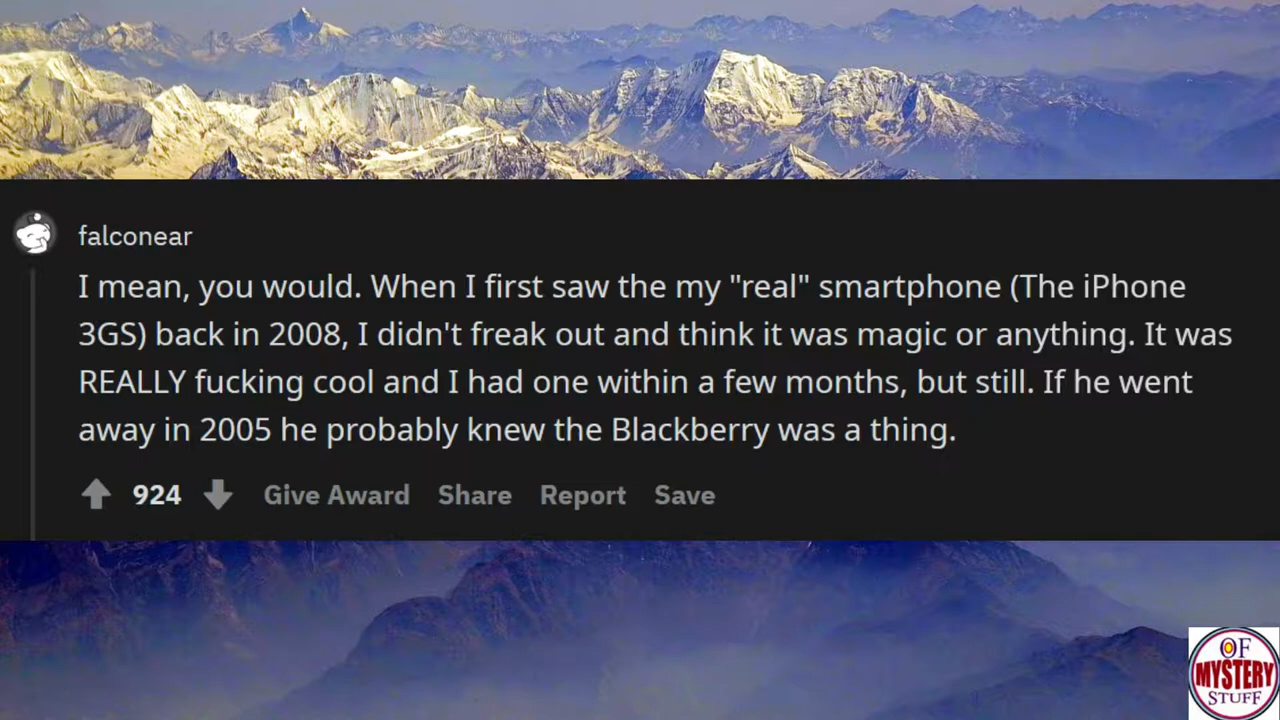 falconear
I mean, you would. When I first saw the my "real" smartphone (The iPhone
3GS) back in 2008, I didn't freak out and think it was magic or anything. It was
REALLY fucking cool and I had one within a few months, but still. If he went
away in 2005 he probably knew the Blackberry was a thing.
924 Give Award Share Report Save
OF
MYSTERY
STUFF